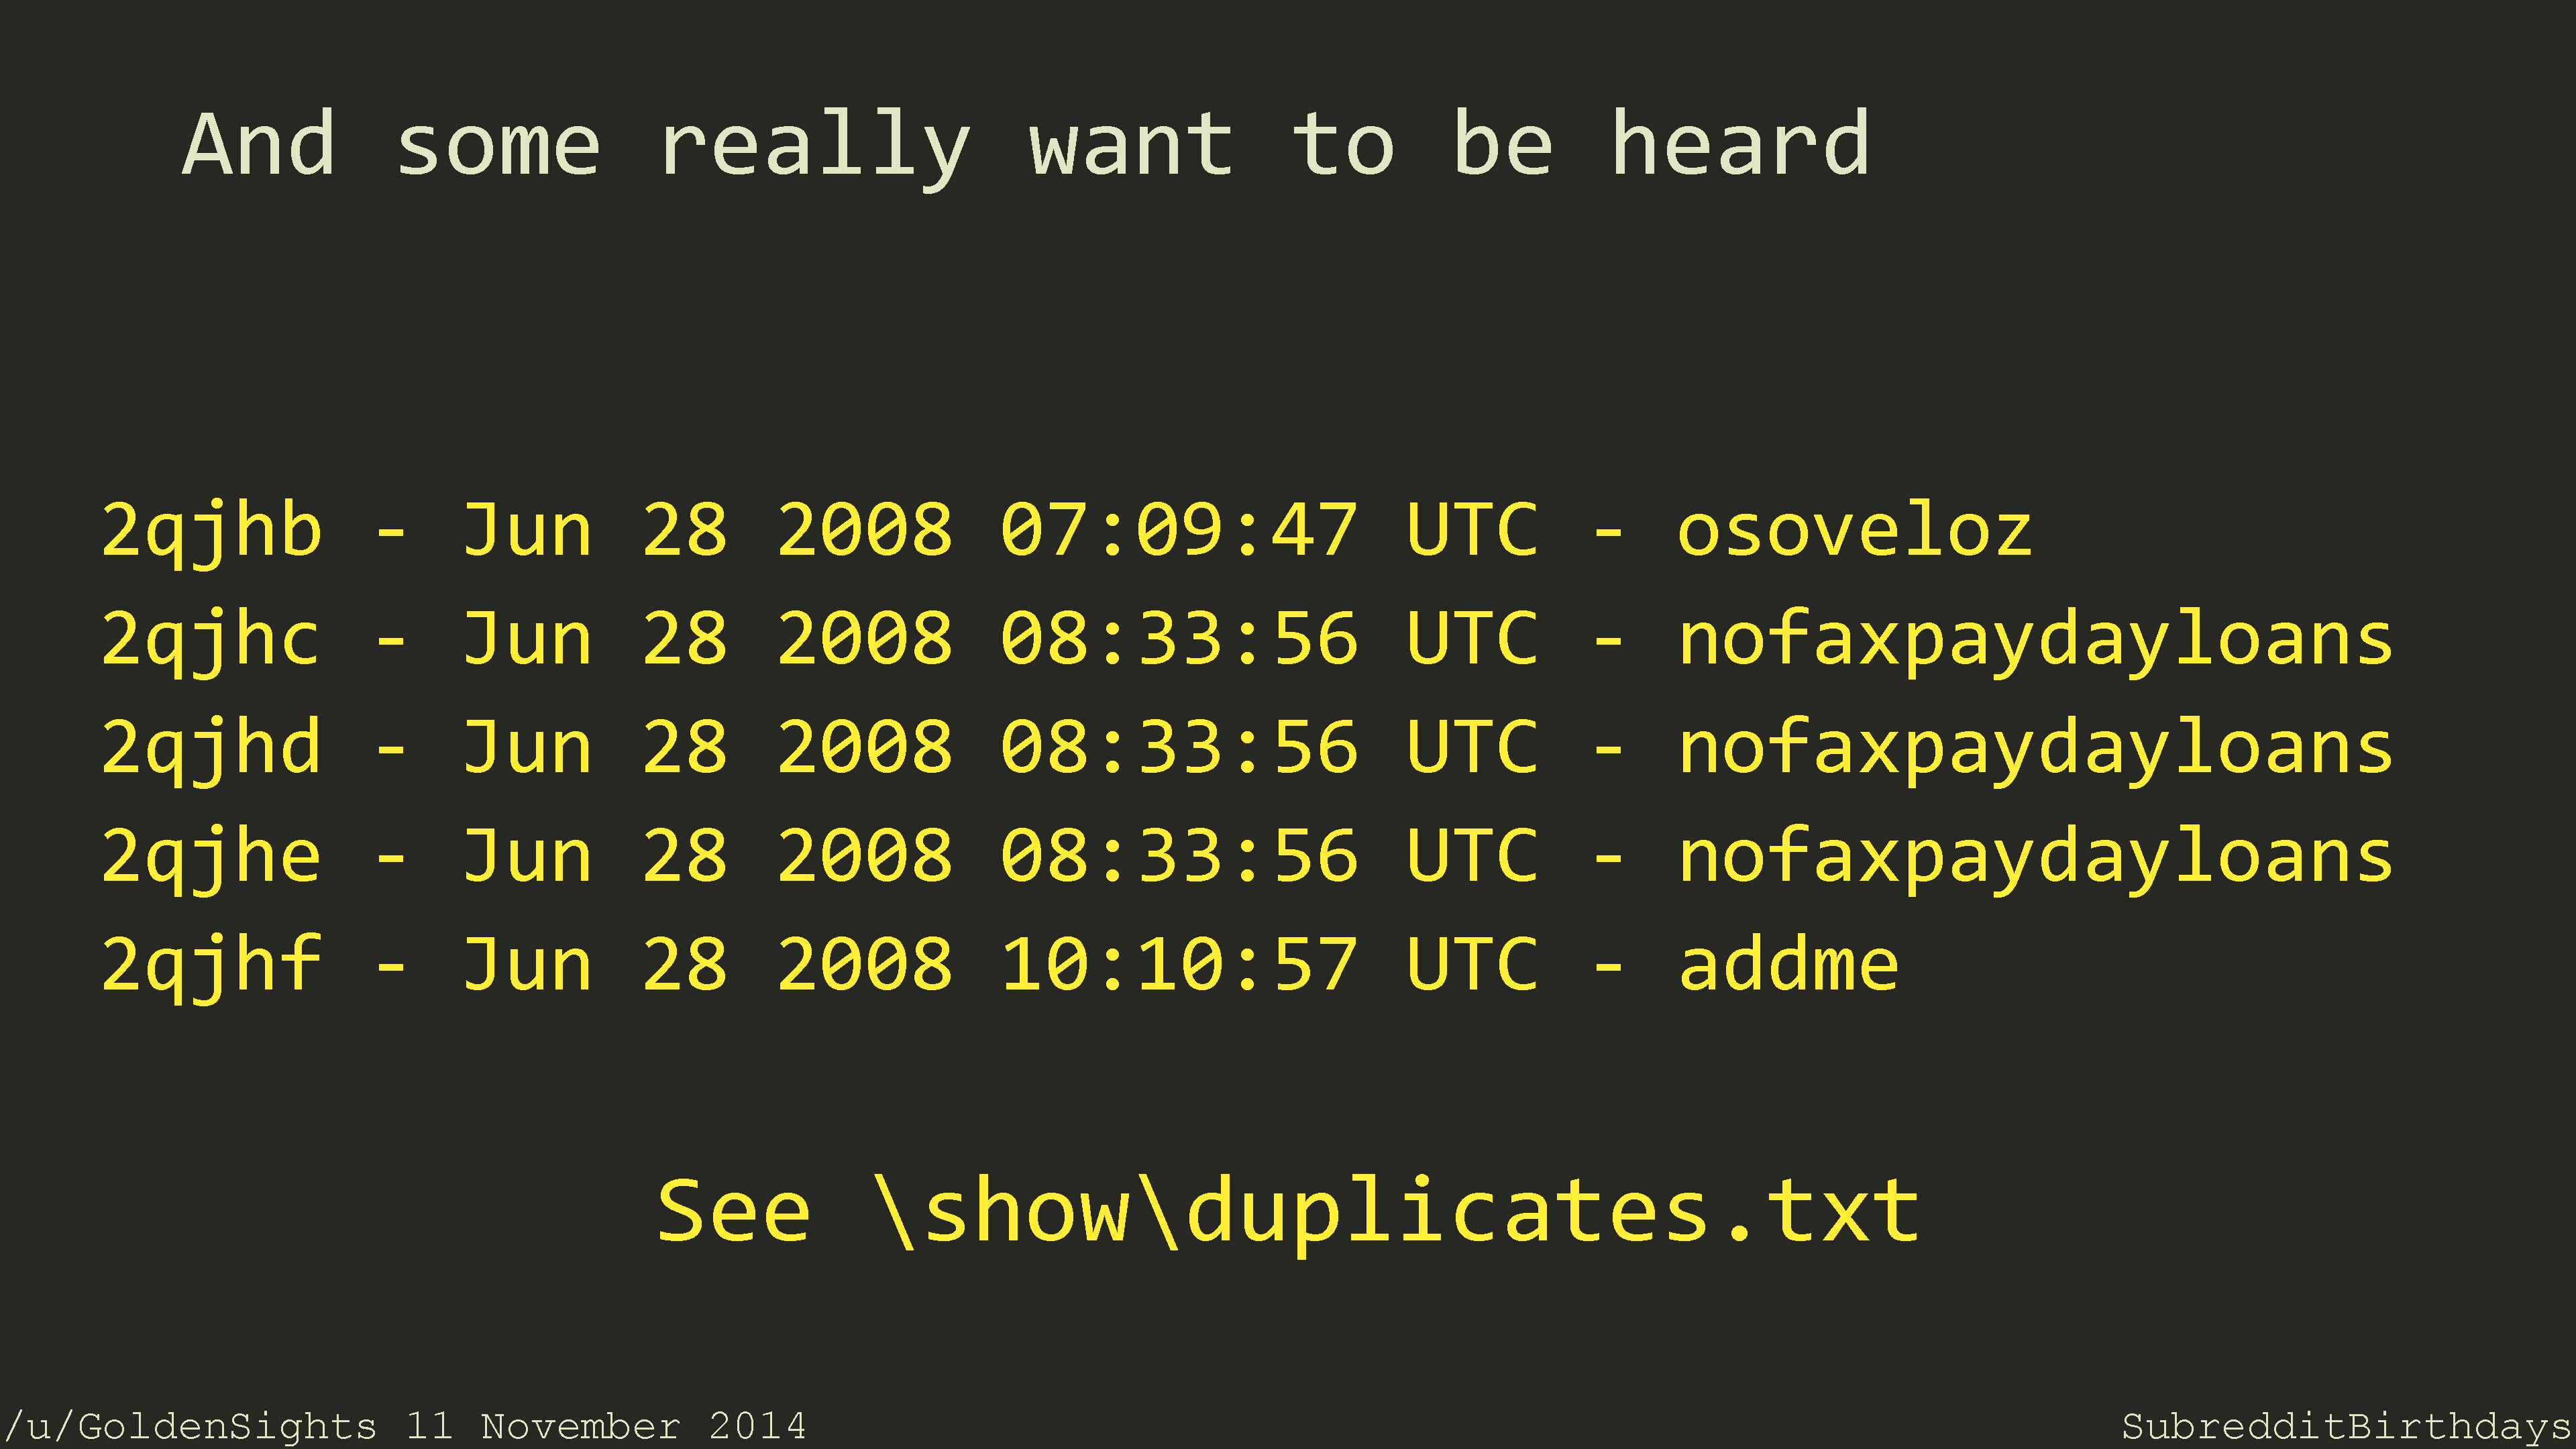 And some really want to be heard
2qjhb - Jun 28 2008 07:09:47 UTC - osoveloz
2qjhc - Jun 28 2008 08:33:56 UTC - nofaxpaydayloans
2qjhd - Jun 28 2008 08:33:56 UTC - nofaxpaydayloans
2qjhe - Jun 28 2008 08:33:56 UTC - nofaxpaydayloans
2qjhf - Jun 28 2008 10:10:57 UTC - addme
See \show\duplicates.txt
/u/GoldenSights 11 November 2014
SubredditBirthdays